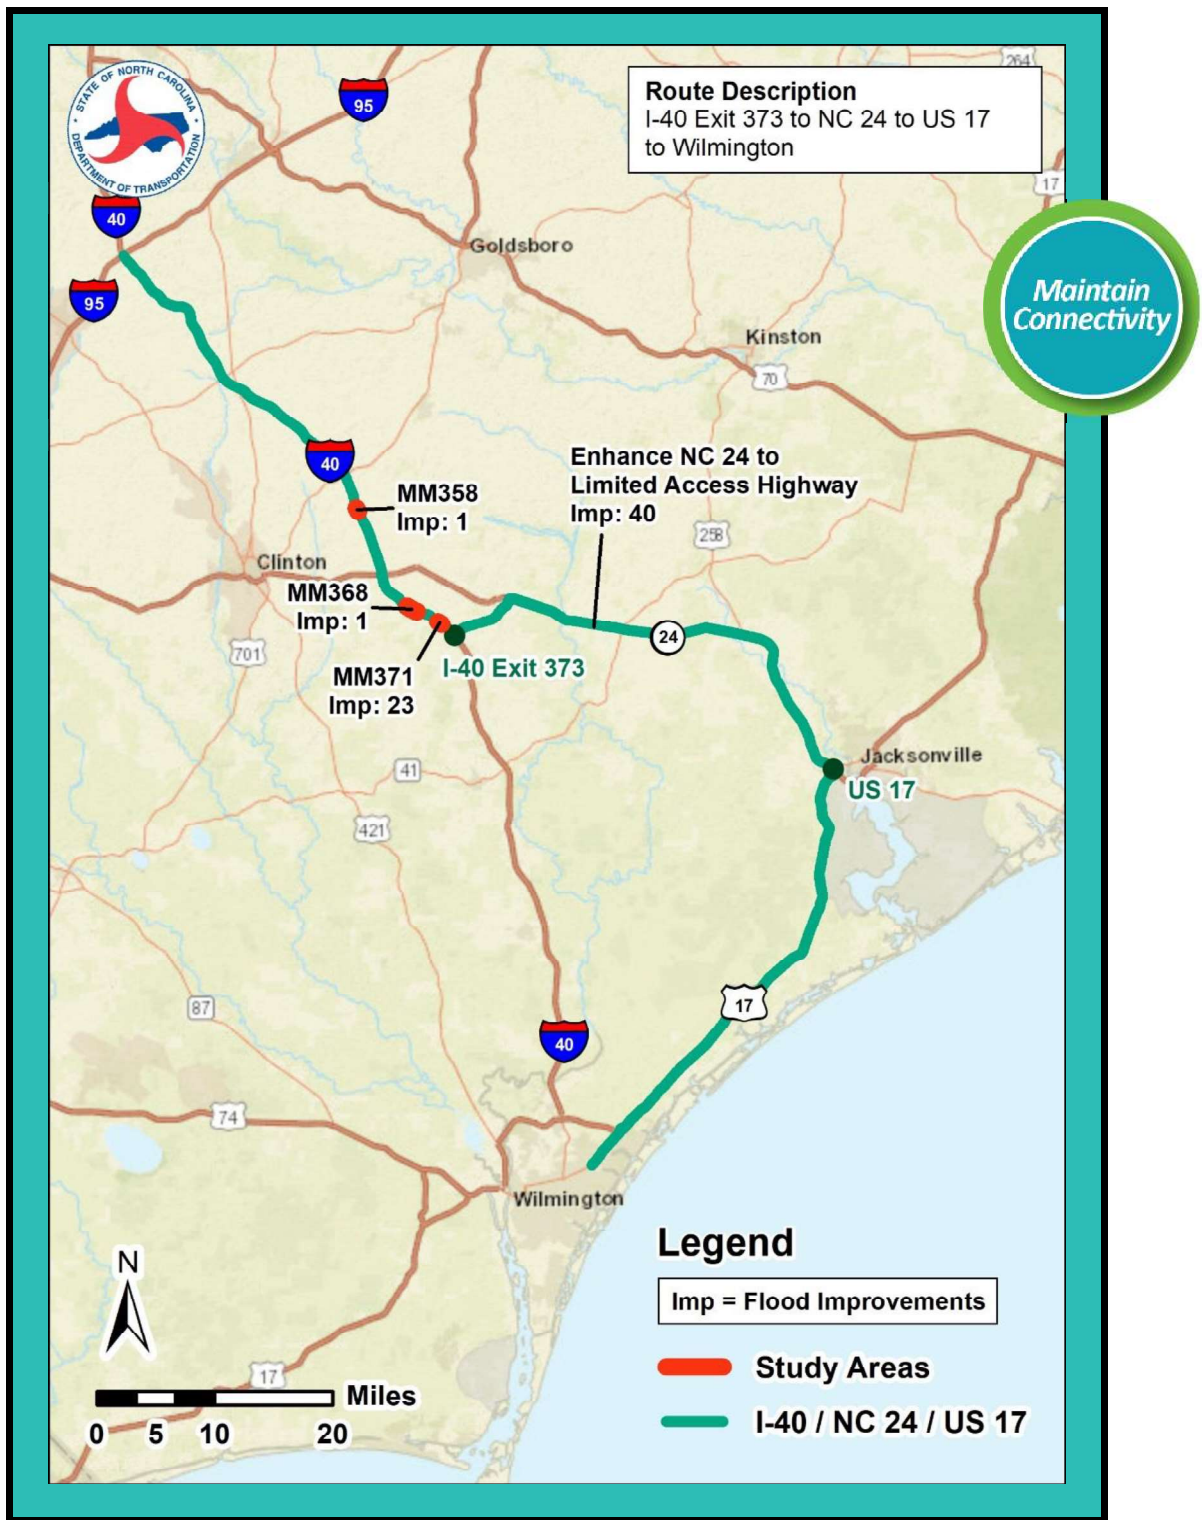 STATE OF NORTH CAROLINA
DEPARTMENT OF TRANSPORTATION
95
264
Route Description
I-40 Exit 373 to NC 24 to US 17
to Wilmington
17
40
Goldsboro
95
Maintain
Connectivity
Kinston
70
40
Enhance NC 24 to
Limited Access Highway
Imp: 40
MM358
Imp: 1
258
Clinton
MM368
Imp: 1
24
701
MM371
Imp: 23
I-40 Exit 373
Jacksonville
US 17
41
421
17
87
40
74
Wilmington
Legend
Imp = Flood Improvements
N
Study Areas
17
Miles
I-40 / NC 24 / US 17
0 5 10 20